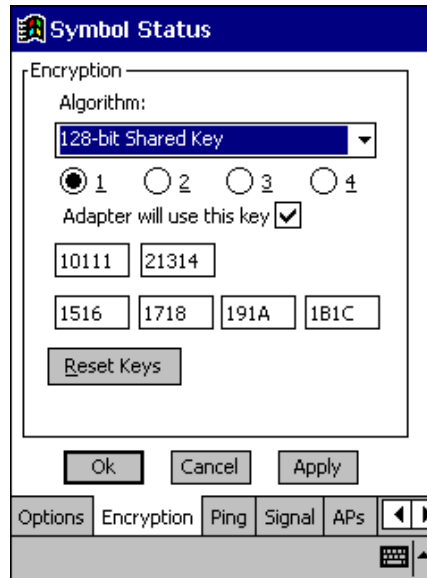 Symbol Status
Encryption
Algorithm:
128-bit Shared Key
1 2 3 4
Adapter will use this key
10111 21314
1516 1718 191A 1B1C
Reset Keys
Ok Cancel Apply
Options Encryption Ping Signal APs